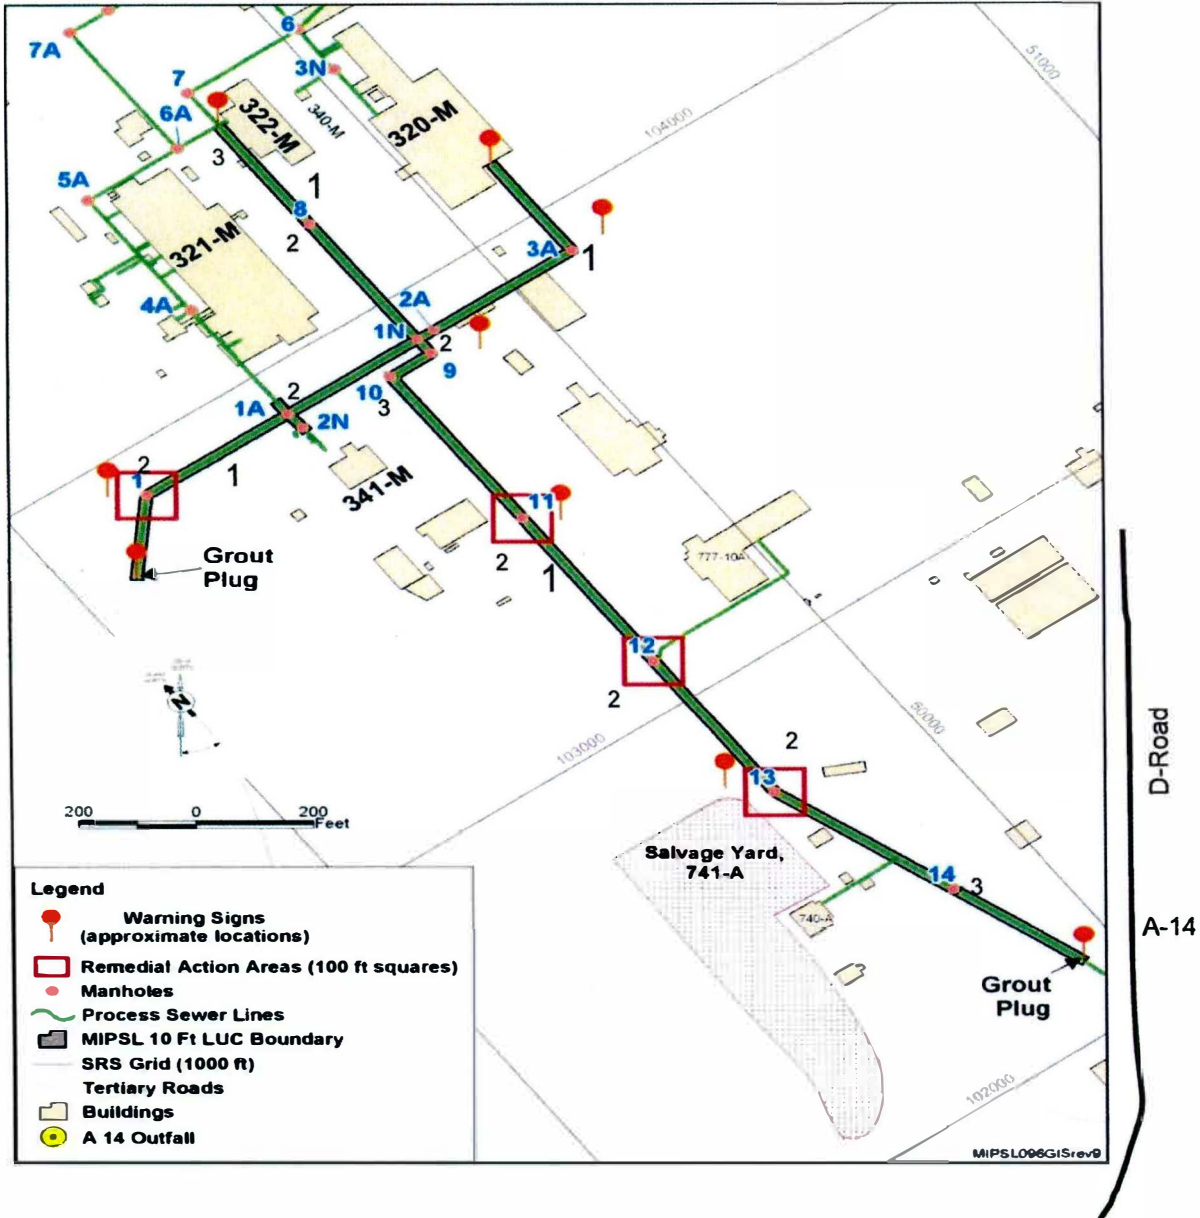 6
7A
3N
7
51000
6A
322-M
340-M
320-M
104000
3
5A
1
8
2
321-M
3A
1
4A
2A
1N
2
9
10
3
2
1A
2N
2
1
1
341-M
11
Grout
Plug
2
1
777-10A
12
2
N
60000
103000
2
D-Road
13
200
0
200
Feet
Salvage Yard,
741-A
14
3
740-A
A-14
Grout
Plug
Legend
Warning Signs
(approximate locations)
Remedial Action Areas (100 ft squares)
Manholes
Process Sewer Lines
MIPSL 10 Ft LUC Boundary
SRS Grid (1000 ft)
Tertiary Roads
Buildings
A 14 Outfall
102000
MIPSL096GISrev9